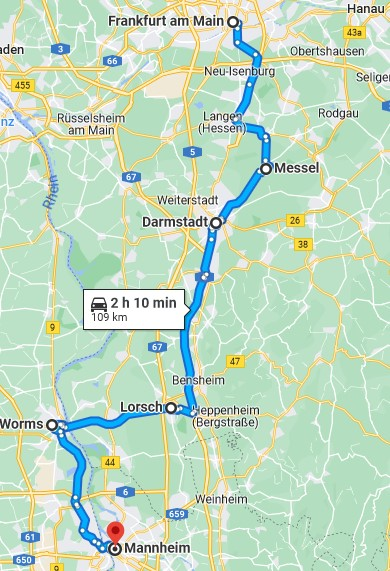 Frankfurt am Main
Hanau
43a
3
66
Obertshausen
Neu-Isenburg
455
Seliger
Rodgau
Langen
(Hessen)
Rüsselsheim
am Main
nz
5
67
Rhein
Messel
Weiterstadt
Darmstadt
26
38
2 h 10 min
109 km
9
67
47
Bensheim
Lorsch
Heppenheim
(Bergstraße)
Worms
44
6
Weinheim
659
61
Mannheim
650
9